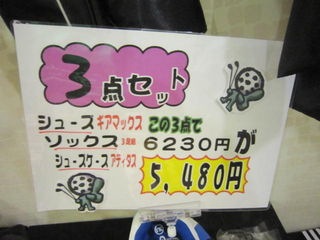 3点セット
シューズ ギアマックス この3点で
ソックス 3足組 6230円が
シューズケース アディダス 5,480円